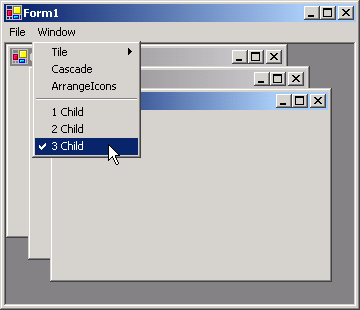 Form1
File Window
Tile
Cascade
ArrangeIcons
1 Child
2 Child
3 Child